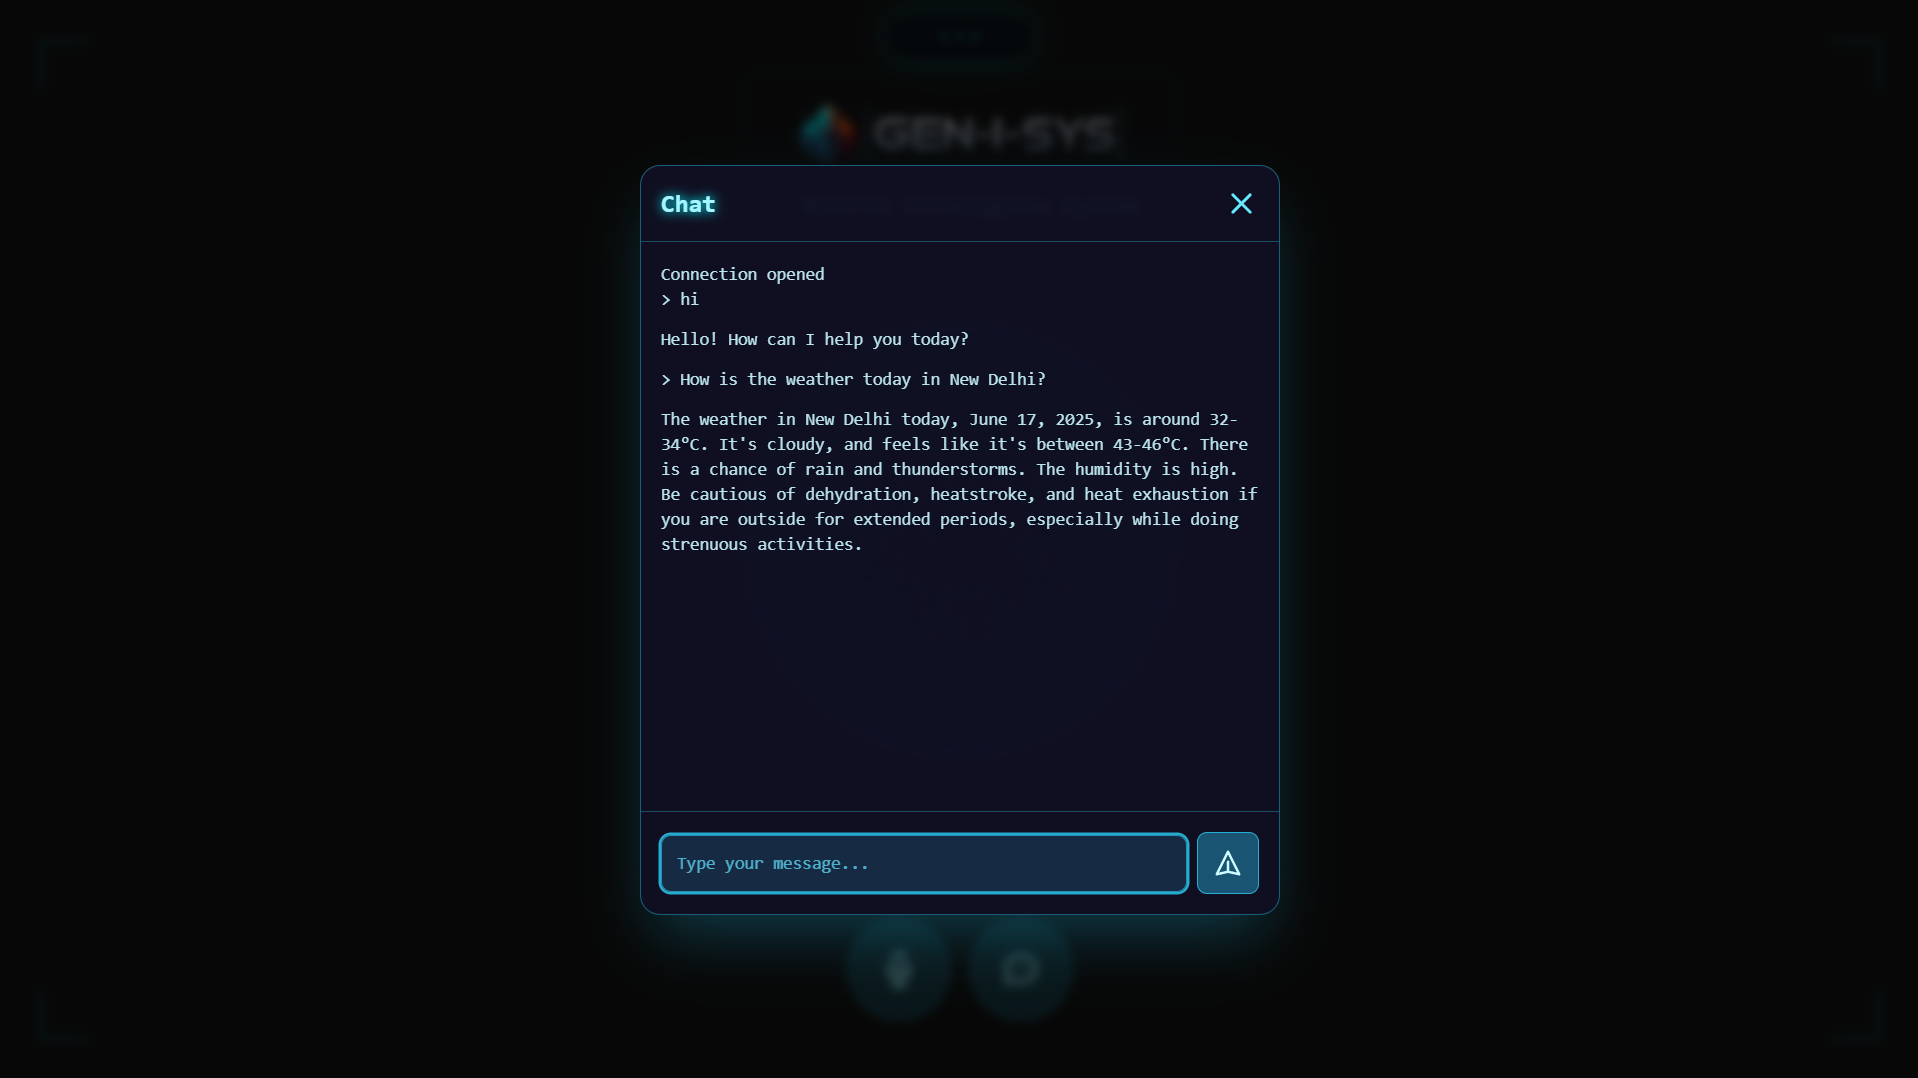 GEN-I-SYS
Chat
Connection opened
> hi
Hello! How can I help you today?
> How is the weather today in New Delhi?
The weather in New Delhi today, June 17, 2025, is around 32-
34°C. It's cloudy, and feels like it's between 43-46°C. There
is a chance of rain and thunderstorms. The humidity is high.
Be cautious of dehydration, heatstroke, and heat exhaustion if
you are outside for extended periods, especially while doing
strenuous activities.
Type your message...